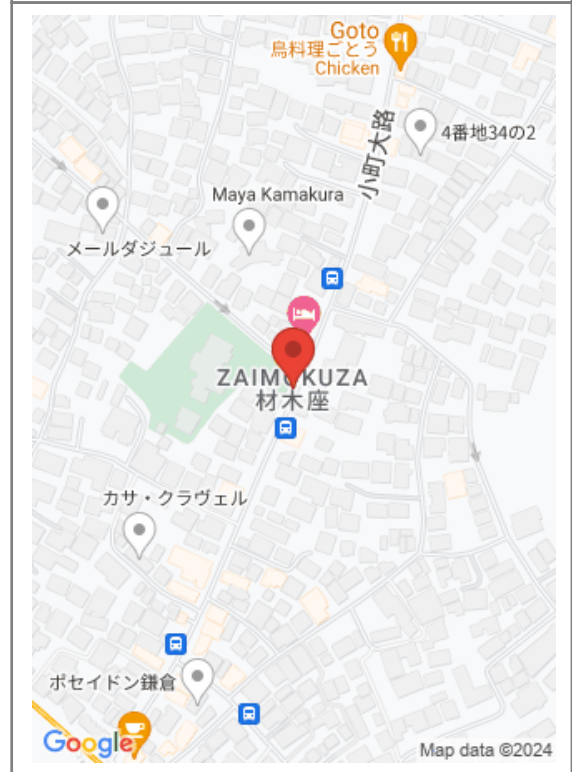 Goto
鳥料理ごとう
Chicken
4番地34の2
小町大路
Maya Kamakura
メールダジュール
ZAIMOKUZA
材木座
カサ・クラヴェル
ポセイドン鎌倉
Google
Map data ©2024